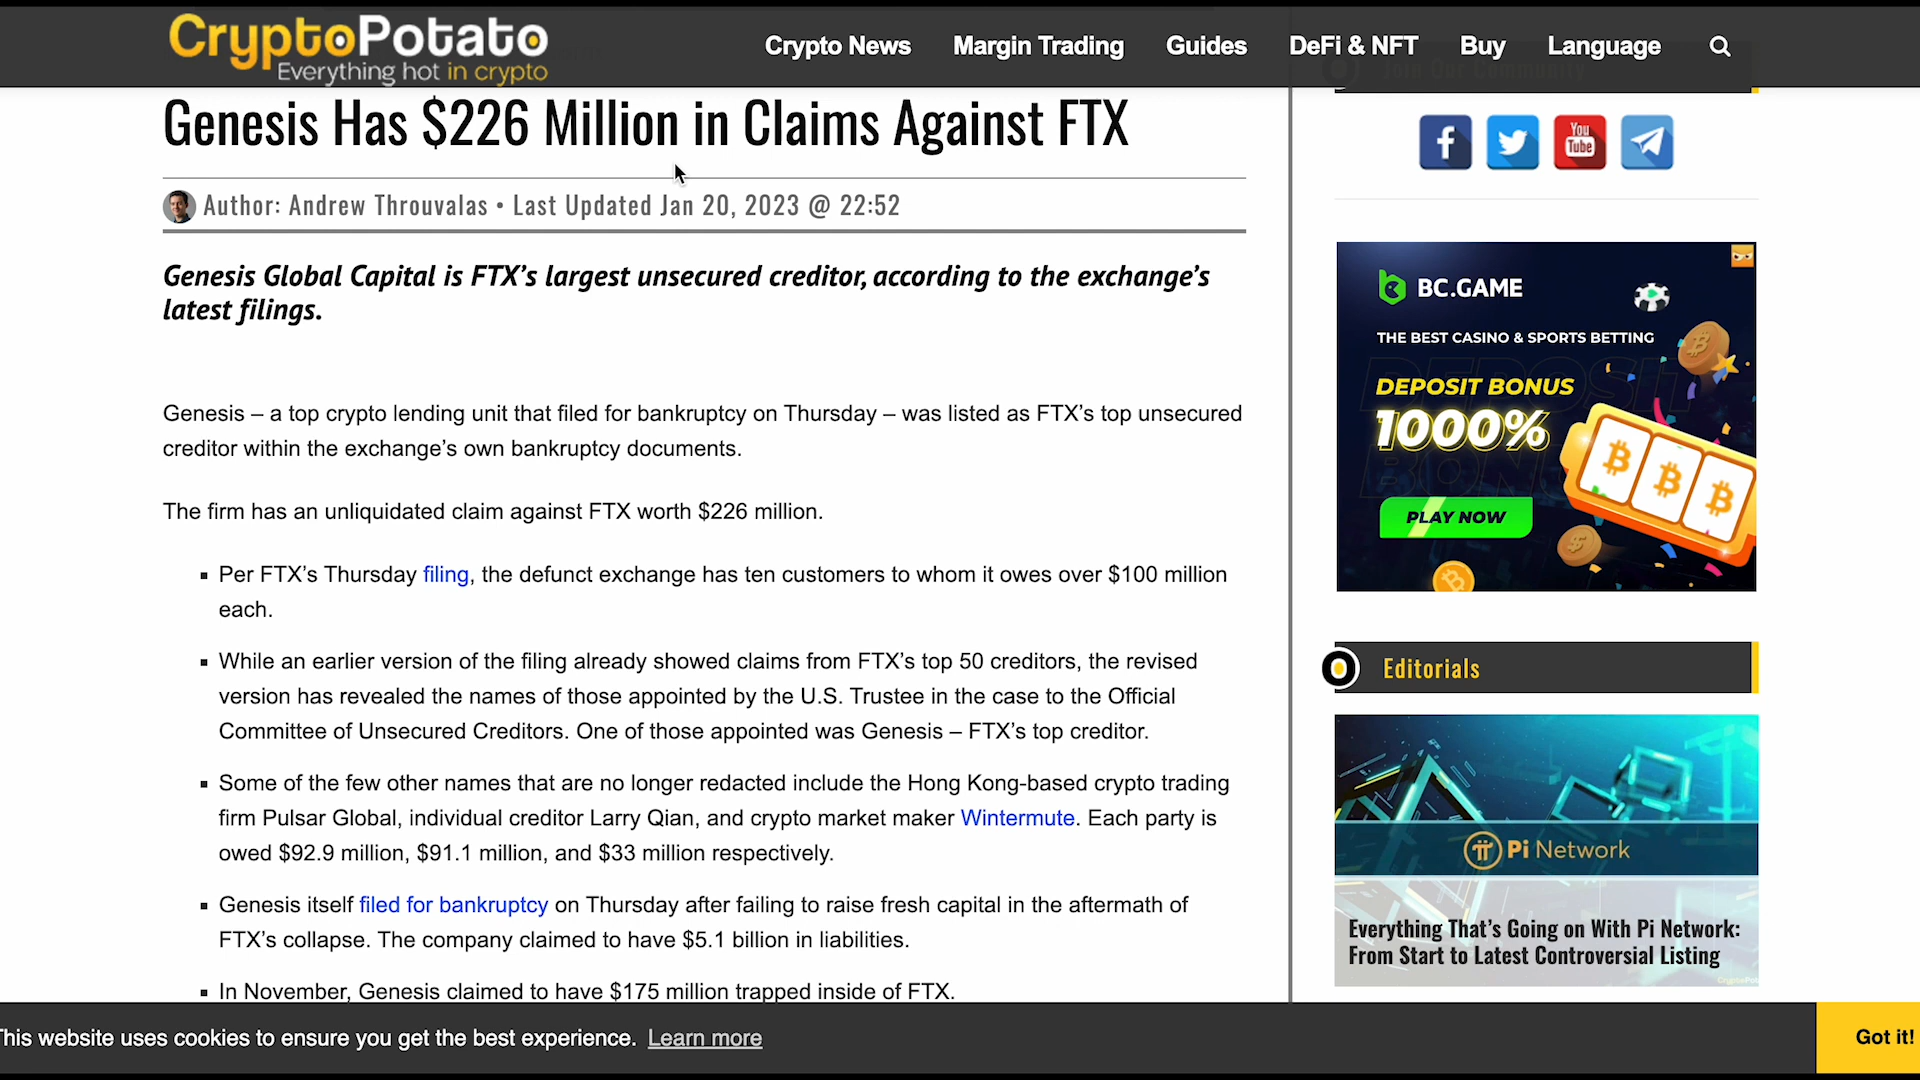 CryptoPotato
Everything hot in crypto
Crypto News
Margin Trading
Guides
DeFi & NFT
Buy
Language
Join Our Community
Genesis Has $226 Million in Claims Against FTX
Author: Andrew Throuvalas • Last Updated Jan 20, 2023 @ 22:52
Genesis Global Capital is FTX’s largest unsecured creditor, according to the exchange’s
latest filings.
Genesis – a top crypto lending unit that filed for bankruptcy on Thursday – was listed as FTX’s top unsecured
creditor within the exchange’s own bankruptcy documents.
The firm has an unliquidated claim against FTX worth $226 million.
▪ Per FTX’s Thursday filing, the defunct exchange has ten customers to whom it owes over $100 million
each.
▪ While an earlier version of the filing already showed claims from FTX’s top 50 creditors, the revised
version has revealed the names of those appointed by the U.S. Trustee in the case to the Official
Committee of Unsecured Creditors. One of those appointed was Genesis – FTX’s top creditor.
▪ Some of the few other names that are no longer redacted include the Hong Kong-based crypto trading
firm Pulsar Global, individual creditor Larry Qian, and crypto market maker Wintermute. Each party is
owed $92.9 million, $91.1 million, and $33 million respectively.
▪ Genesis itself filed for bankruptcy on Thursday after failing to raise fresh capital in the aftermath of
FTX’s collapse. The company claimed to have $5.1 billion in liabilities.
▪ In November, Genesis claimed to have $175 million trapped inside of FTX.
You
Tube
BC.GAME
THE BEST CASINO & SPORTS BETTING
DEPOSIT BONUS
1000%
PLAY NOW
DEPOSIT
BONUS
Editorials
Pi Network
Everything That’s Going on With Pi Network:
From Start to Latest Controversial Listing
This website uses cookies to ensure you get the best experience. Learn more
Got it!